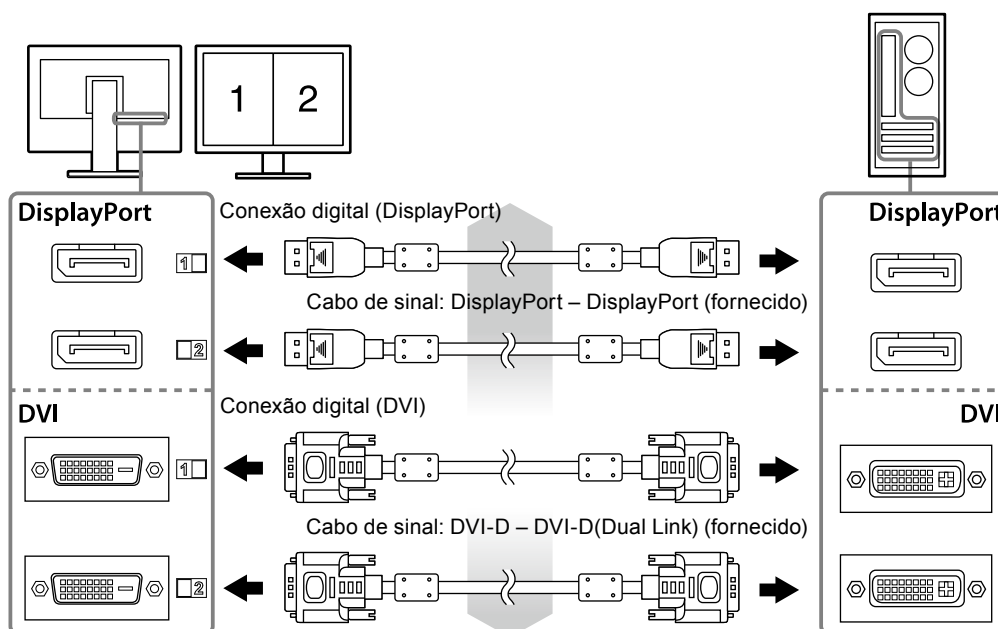 1 2
DisplayPort
Conexão digital (DisplayPort)
DisplayPort
1
Cabo de sinal: DisplayPort – DisplayPort (fornecido)
2
DVI
Conexão digital (DVI)
DVI
1
Cabo de sinal: DVI-D – DVI-D(Dual Link) (fornecido)
2